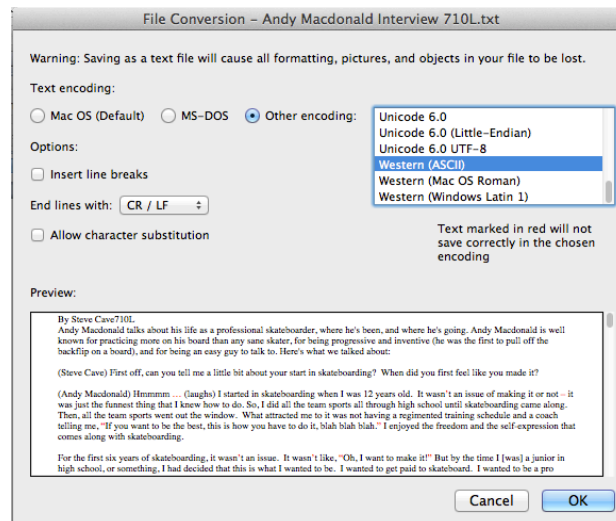 File Conversion – Andy Macdonald Interview 710L.txt
Warning: Saving as a text file will cause all formatting, pictures, and objects in your file to be lost.
Text encoding:
Mac OS (Default) MS-DOS Other encoding:
Unicode 6.0
Unicode 6.0 (Little-Endian)
Unicode 6.0 UTF-8
Western (ASCII)
Western (Mac OS Roman)
Western (Windows Latin 1)
Options:
Insert line breaks
End lines with: CR / LF
Allow character substitution
Text marked in red will not
save correctly in the chosen
encoding
Preview:
By Steve Cave710L
Andy Macdonald talks about his life as a professional skateboarder, where he's been, and where he's going. Andy Macdonald is well
known for practicing more on his board than any sane skater, for being progressive and inventive (he was the first to pull off the
backflip on a board), and for being an easy guy to talk to. Here's what we talked about:
(Steve Cave) First off, can you tell me a little bit about your start in skateboarding? When did you first feel like you made it?
(Andy Macdonald) Hmmmm … (laughs) I started in skateboarding when I was 12 years old. It wasn't an issue of making it or not – it
was just the funnest thing that I knew how to do. So, I did all the team sports all through high school until skateboarding came along.
Then, all the team sports went out the window. What attracted me to it was not having a regimented training schedule and a coach
telling me, “If you want to be the best, this is how you have to do it, blah blah blah.” I enjoyed the freedom and the self-expression that
comes along with skateboarding.
For the first six years of skateboarding, it wasn't an issue. It wasn't like, “Oh, I want to make it!” But by the time I [was] a junior in
high school, or something, I had decided that this is what I wanted to be. I wanted to get paid to skateboard. I wanted to be a pro
Cancel OK